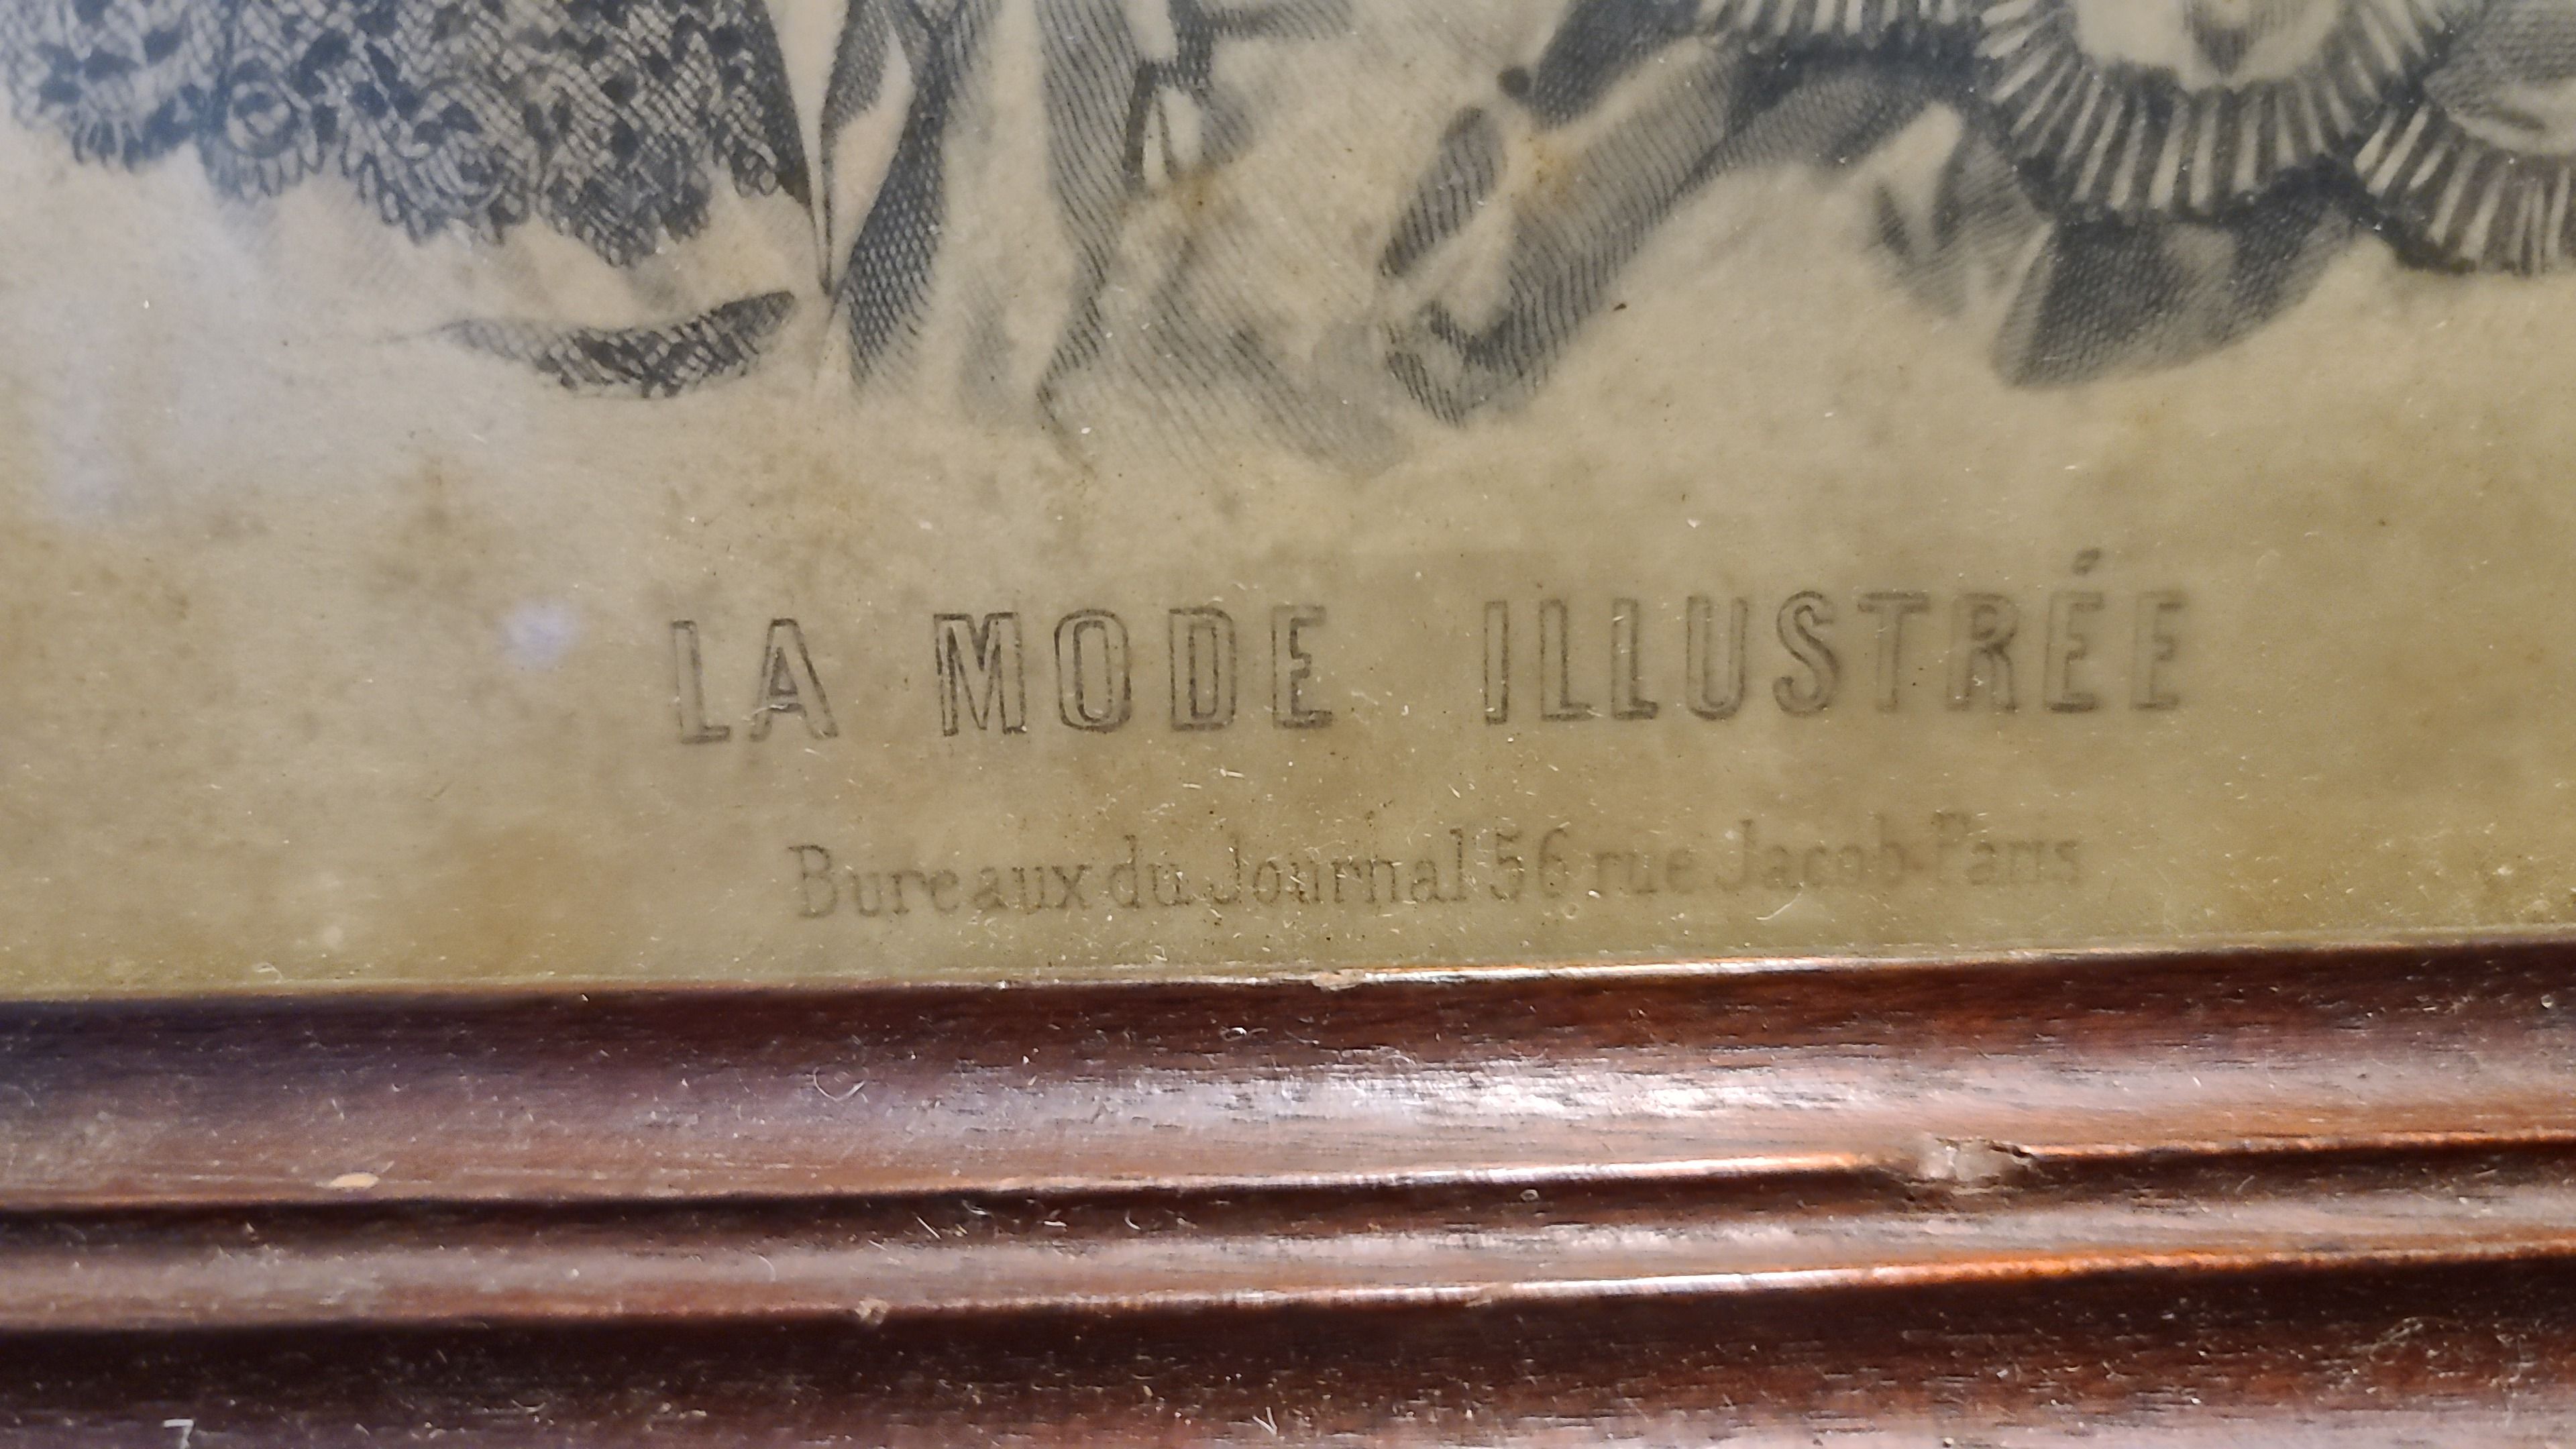 LA MODE ILLUSTRÉE
Bureaux du Journal 56 rue Jacob-Paris